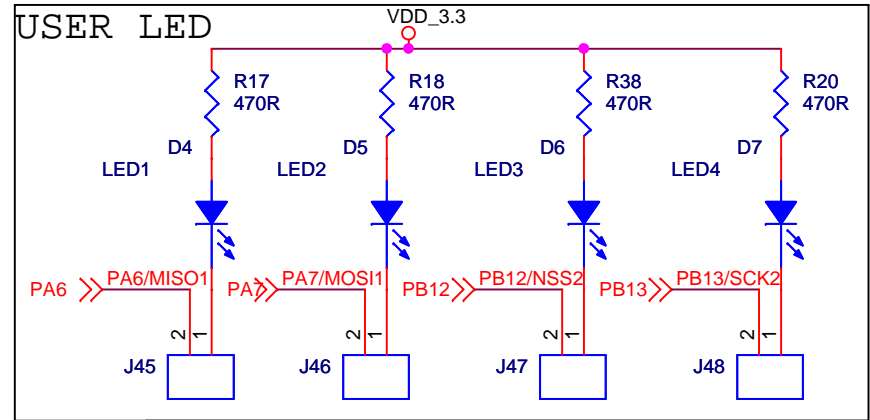 USER LED
VDD_3.3
R17 R18 R38 R20
470R 470R 470R 470R
D4 D5 D6 D7
LED1 LED2 LED3 LED4
PA6 PA6/MISO1 PA7 PA7/MOSI1 PB12 PB12/NSS2 PB13 PB13/SCK2
2 1 2 1 2 1 2 1
J45 J46 J47 J48